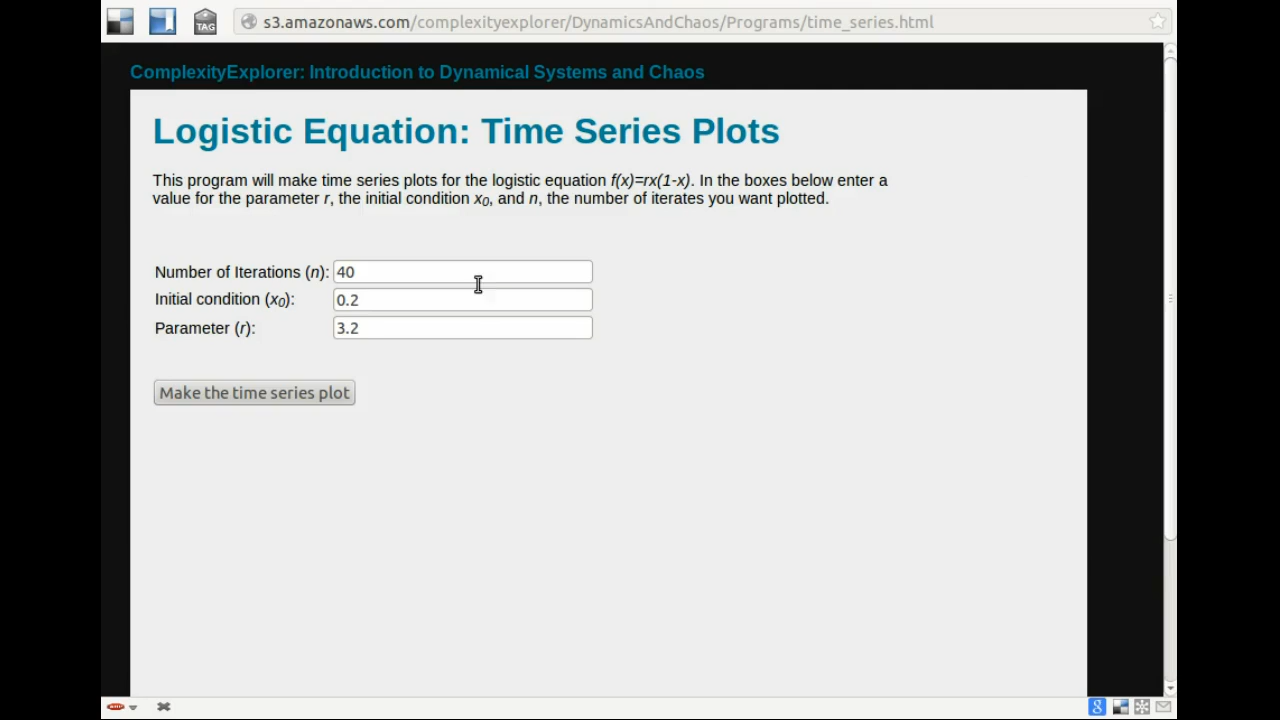 TAG
s3.amazonaws.com/complexityexplorer/DynamicsAndChaos/Programs/time_series.html
ComplexityExplorer: Introduction to Dynamical Systems and Chaos
Logistic Equation: Time Series Plots
This program will make time series plots for the logistic equation f(x)=rx(1-x). In the boxes below enter a
value for the parameter r, the initial condition x0, and n, the number of iterates you want plotted.
Number of Iterations (n): 40
Initial condition (x0): 0.2
Parameter (r): 3.2
Make the time series plot
8